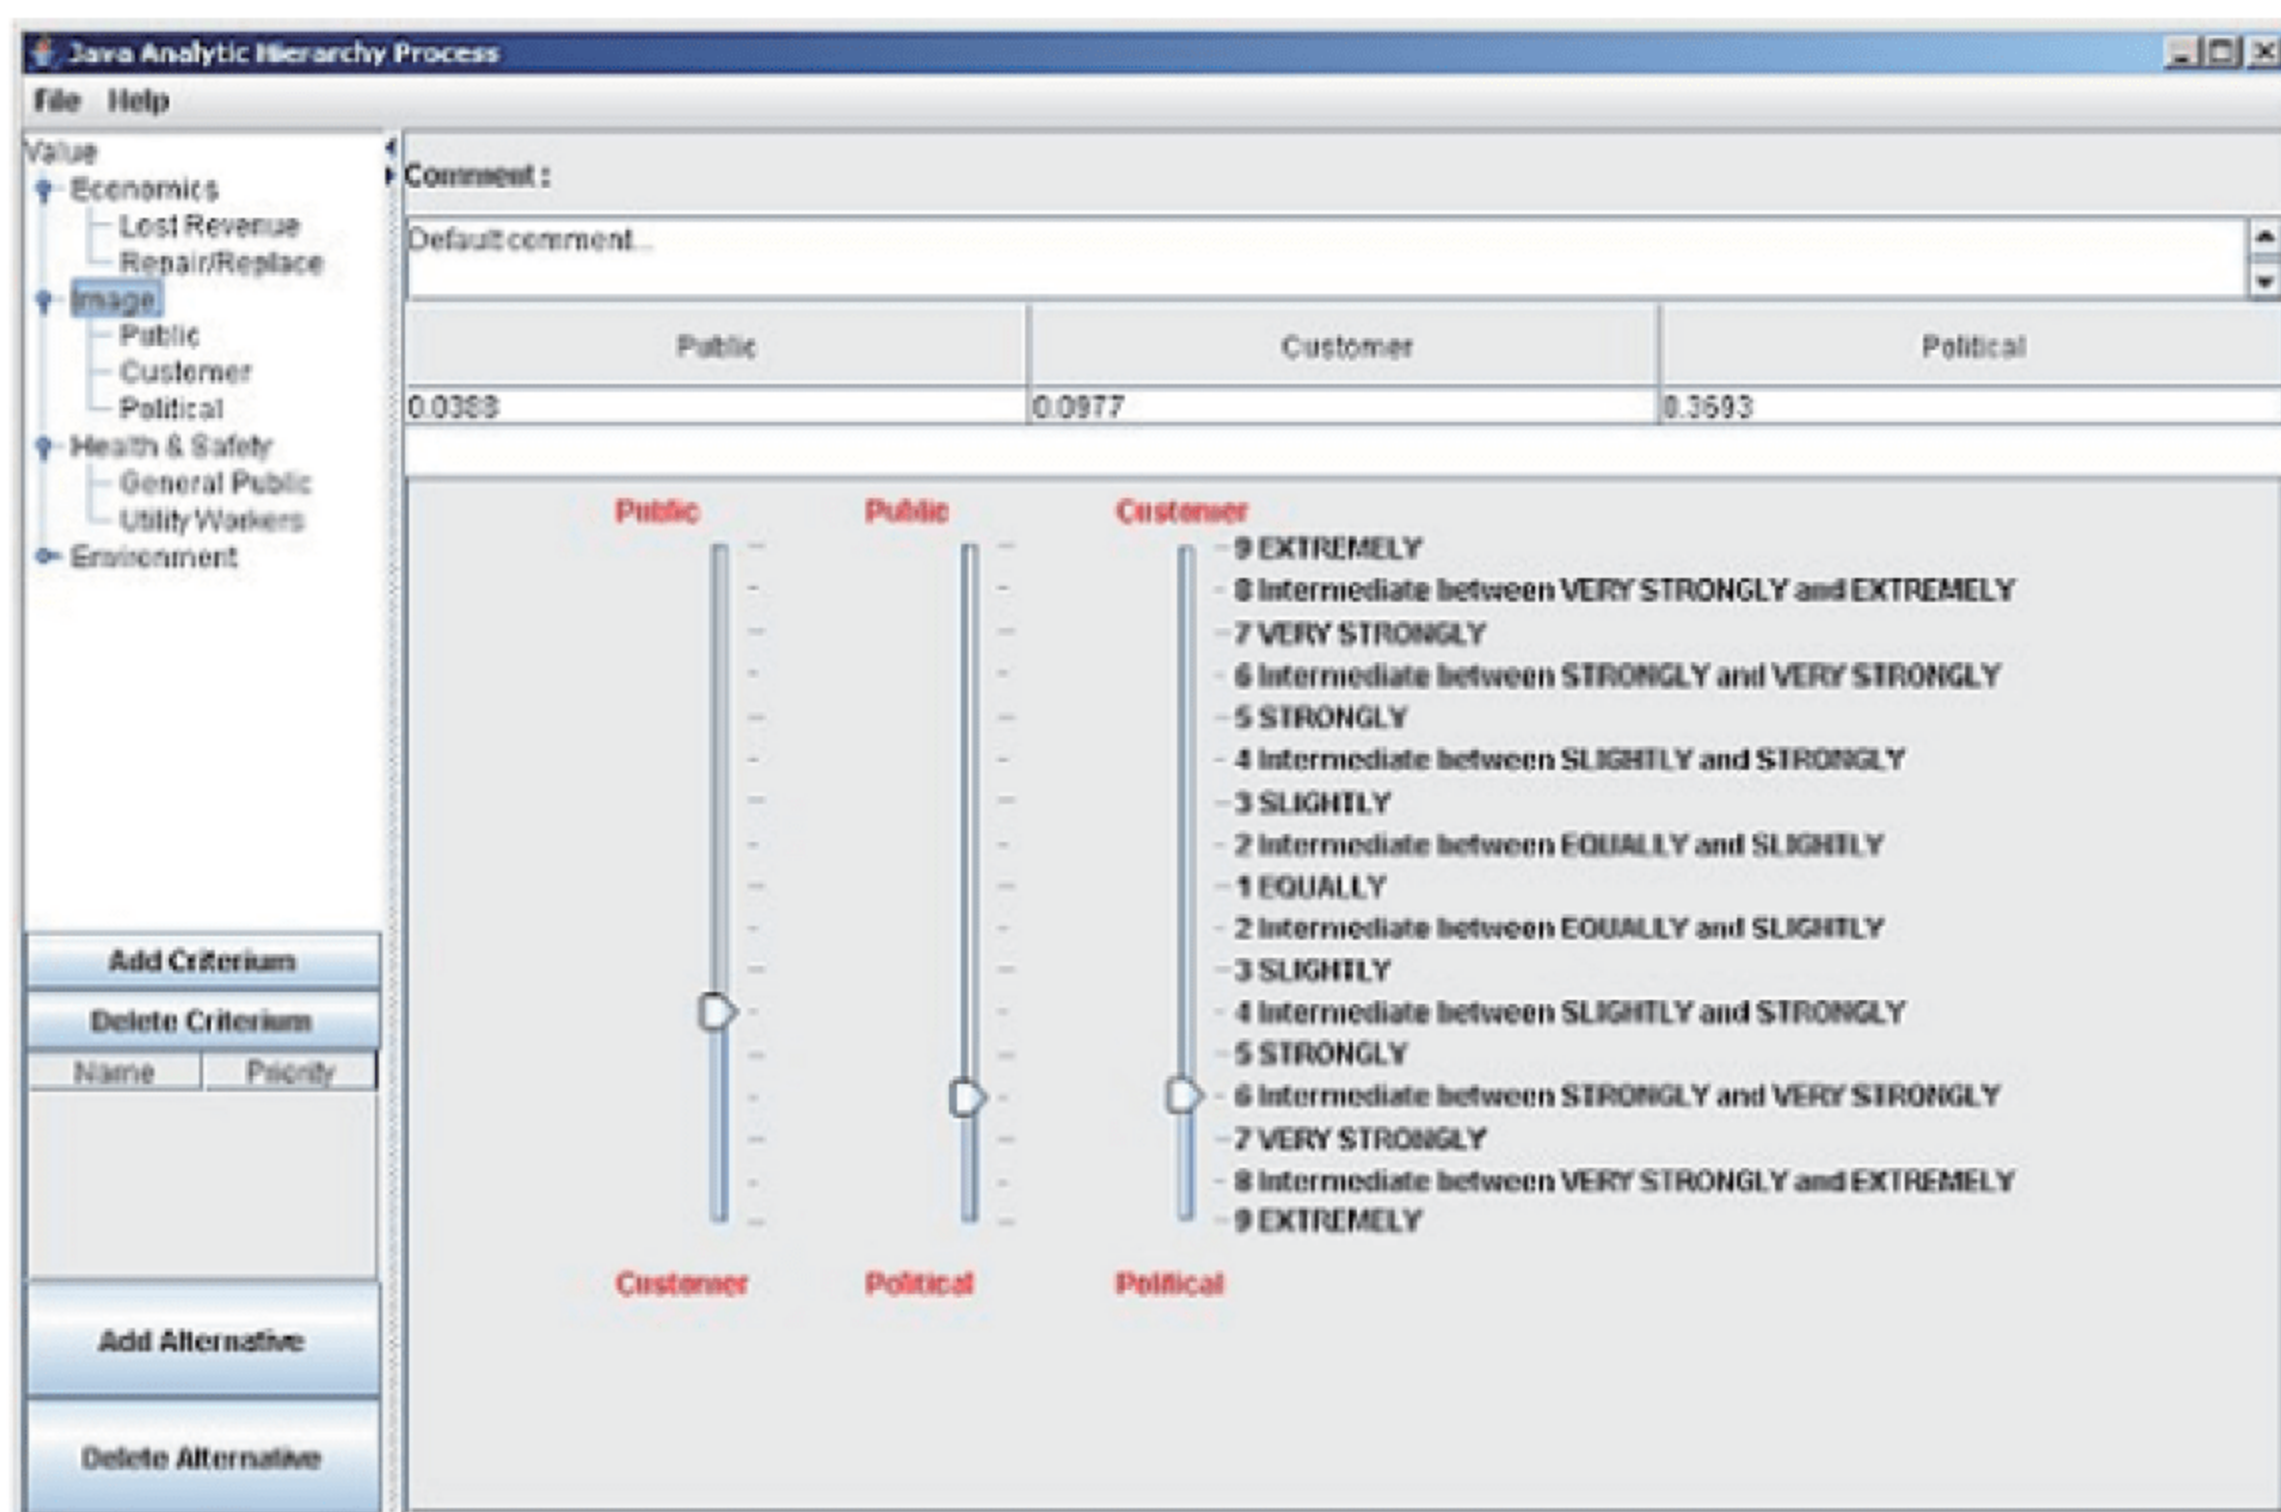 Java Analytic Hierarchy Process
File Help
Value
Economics
Lost Revenue
Repair/Replace
Image
Public
Customer
Political
Health & Safety
General Public
Utility Workers
Environment
Add Criterium
Delete Criterium
Name Priority
Add Alternative
Delete Alternative
Comment :
Default comment...
Public Customer Political
0.0388 0.0977 0.3693
Public Public Customer
9 EXTREMELY
8 Intermediate between VERY STRONGLY and EXTREMELY
7 VERY STRONGLY
6 Intermediate between STRONGLY and VERY STRONGLY
5 STRONGLY
4 Intermediate between SLIGHTLY and STRONGLY
3 SLIGHTLY
2 Intermediate between EQUALLY and SLIGHTLY
1 EQUALLY
2 Intermediate between EQUALLY and SLIGHTLY
3 SLIGHTLY
4 Intermediate between SLIGHTLY and STRONGLY
5 STRONGLY
6 Intermediate between STRONGLY and VERY STRONGLY
7 VERY STRONGLY
8 Intermediate between VERY STRONGLY and EXTREMELY
9 EXTREMELY
Customer Political Political